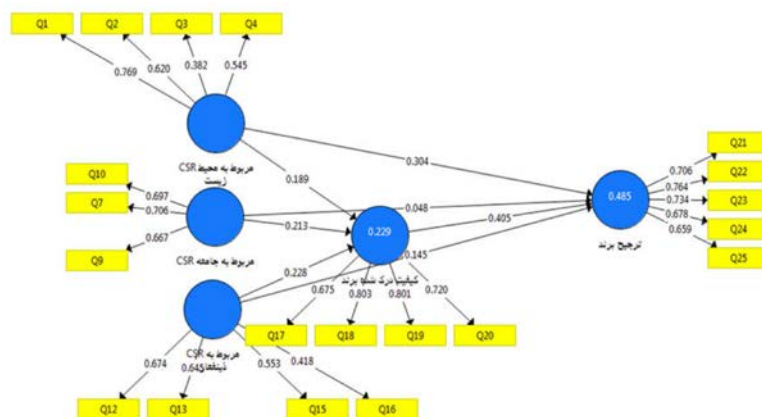 Q1 Q2 Q3 Q4
0.769 0.620 0.382 0.545
CSR مربوط به محیط
زیست
0.304
0.189
Q10
Q7
Q9
0.697
0.706
0.667
CSR مربوط به جامعه
0.048
0.213
0.405
0.145
0.228
0.229
کیفیت درک شده برند
0.485
ترجیح برند
Q21
Q22
Q23
Q24
Q25
0.706
0.764
0.734
0.678
0.659
0.675 0.803 0.801 0.720
Q17 Q18 Q19 Q20
CSR مربوط به
ذینفعان
0.674 0.645 0.553 0.418
Q12 Q13 Q15 Q16